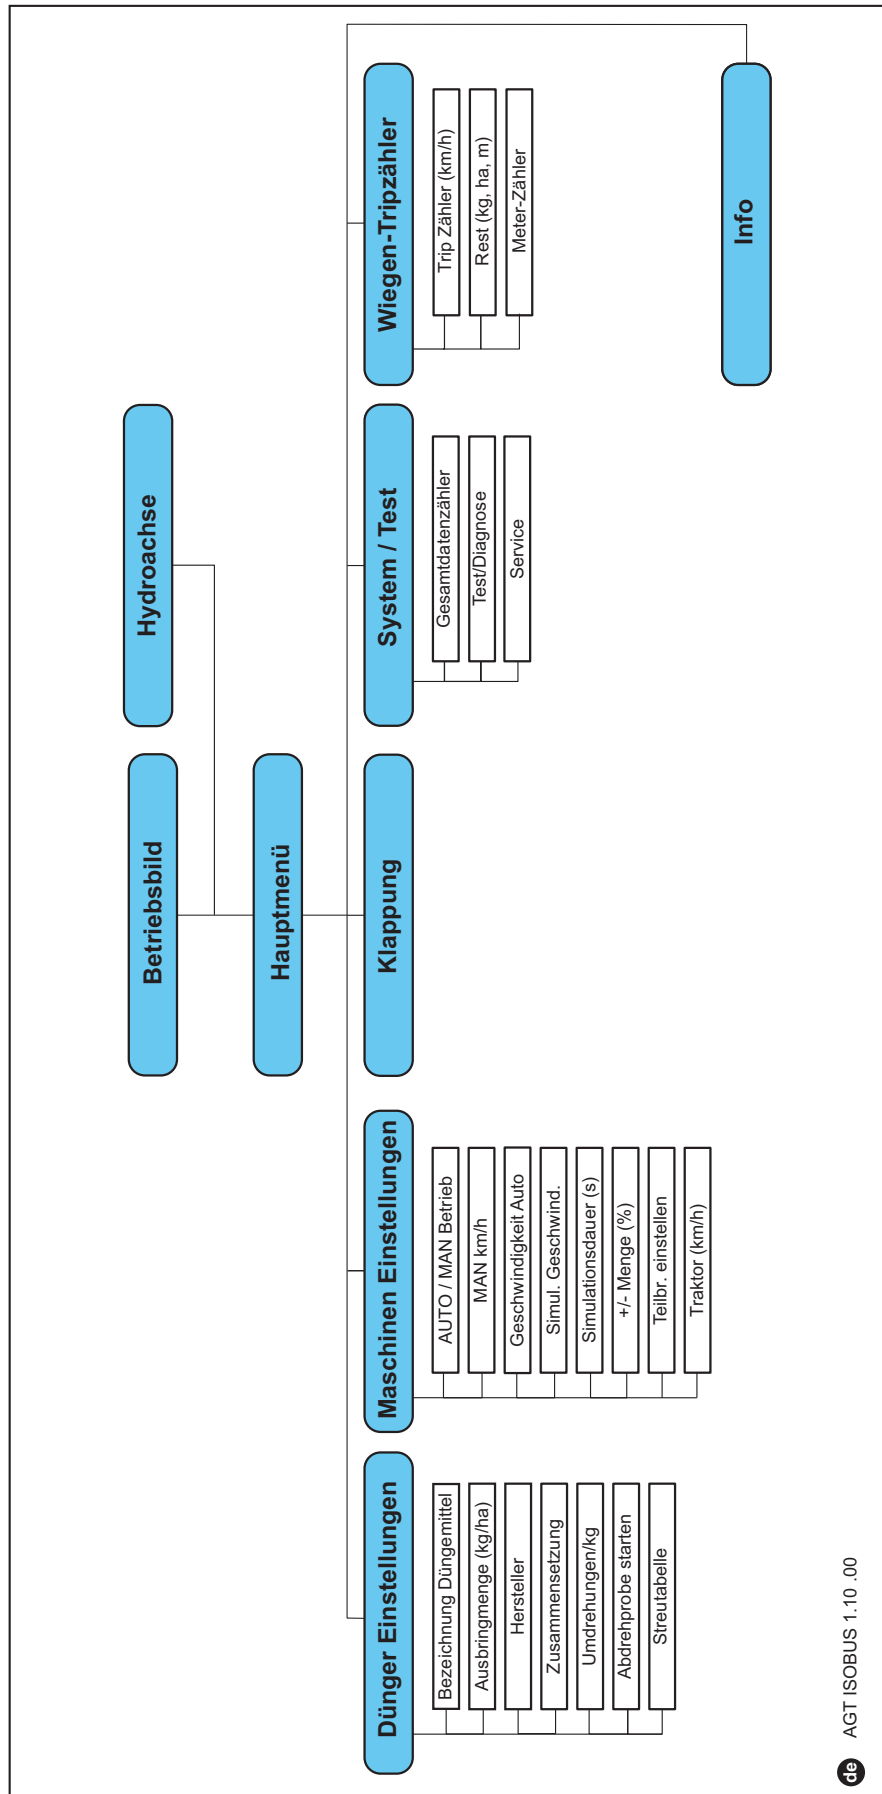 Betriebsbild
Hydroachse
Hauptmenü
Dünger Einstellungen
Bezeichnung Düngemittel
Ausbringmenge (kg/ha)
Hersteller
Zusammensetzung
Umdrehungen/kg
Abdrehprobe starten
Streutabelle
Maschinen Einstellungen
AUTO / MAN Betrieb
MAN km/h
Geschwindigkeit Auto
Simul. Geschwind.
Simulationsdauer (s)
+/- Menge (%)
Teilbr. einstellen
Traktor (km/h)
Klappung
System / Test
Gesamtdatenzähler
Test/Diagnose
Service
Wiegen-Tripzähler
Trip Zähler (km/h)
Rest (kg, ha, m)
Meter-Zähler
Info
de AGT ISOBUS 1.10 .00